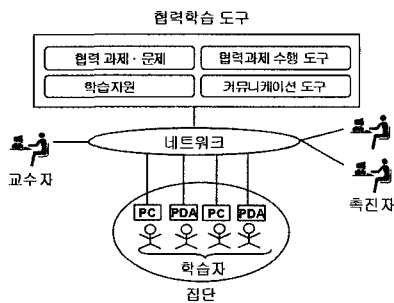 협력학습 도구
협력 과제 · 문제
협력과제 수행 도구
학습자원
커뮤니케이션 도구
네트워크
교수자
촉진자
PC PDA PC PDA
학습자
집단